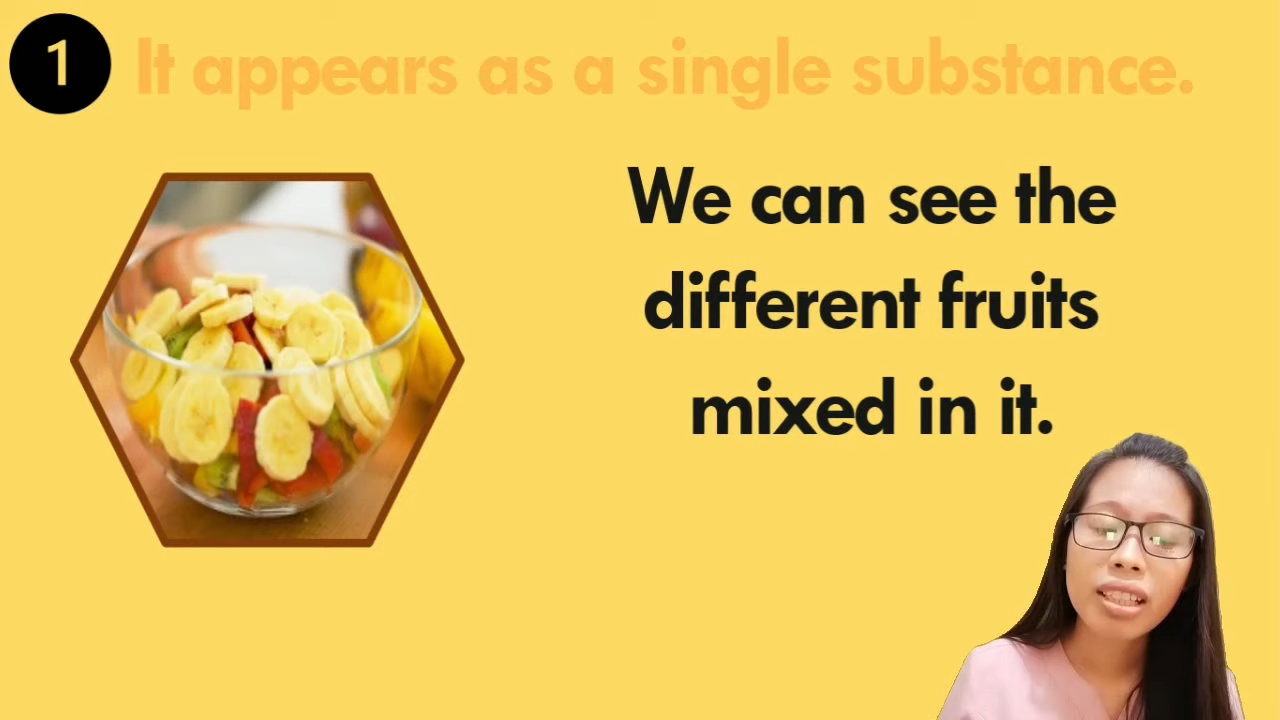 1 It appears as a single substance.
We can see the
different fruits
mixed in it.